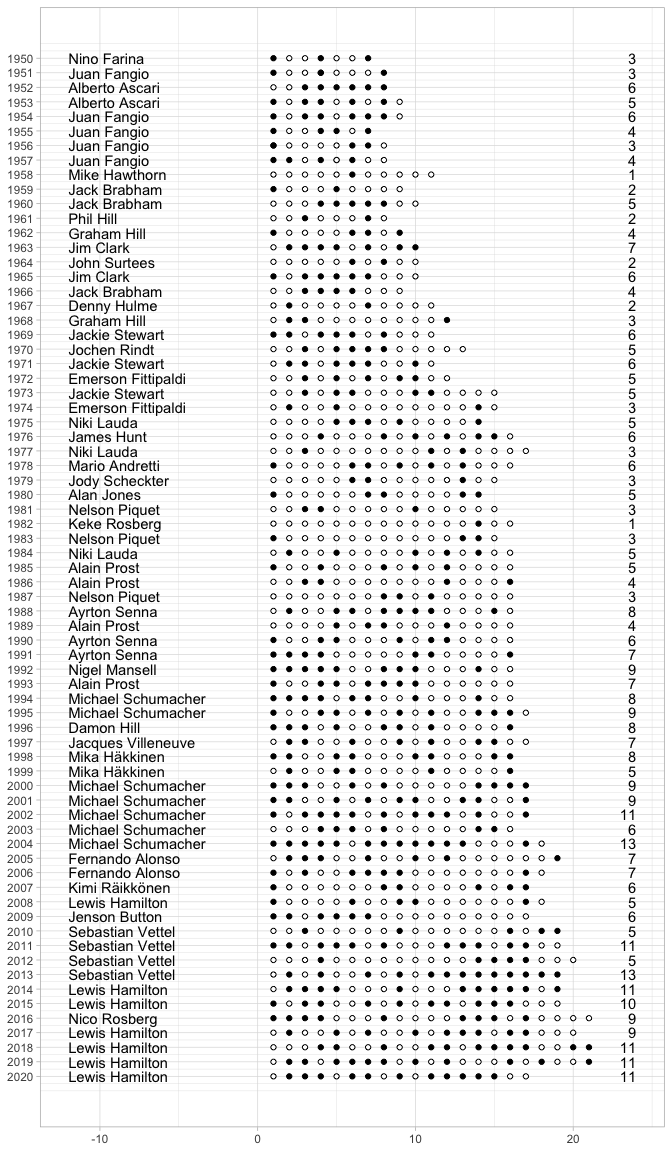 1950 Nino Farina 3
1951 Juan Fangio 3
1952 Alberto Ascari 6
1953 Alberto Ascari 5
1954 Juan Fangio 6
1955 Juan Fangio 4
1956 Juan Fangio 3
1957 Juan Fangio 4
1958 Mike Hawthorn 1
1959 Jack Brabham 2
1960 Jack Brabham 5
1961 Phil Hill 2
1962 Graham Hill 4
1963 Jim Clark 7
1964 John Surtees 2
1965 Jim Clark 6
1966 Jack Brabham 4
1967 Denny Hulme 2
1968 Graham Hill 3
1969 Jackie Stewart 6
1970 Jochen Rindt 5
1971 Jackie Stewart 6
1972 Emerson Fittipaldi 5
1973 Jackie Stewart 5
1974 Emerson Fittipaldi 3
1975 Niki Lauda 5
1976 James Hunt 6
1977 Niki Lauda 3
1978 Mario Andretti 6
1979 Jody Scheckter 3
1980 Alan Jones 5
1981 Nelson Piquet 3
1982 Keke Rosberg 1
1983 Nelson Piquet 3
1984 Niki Lauda 5
1985 Alain Prost 5
1986 Alain Prost 4
1987 Nelson Piquet 3
1988 Ayrton Senna 8
1989 Alain Prost 4
1990 Ayrton Senna 6
1991 Ayrton Senna 7
1992 Nigel Mansell 9
1993 Alain Prost 7
1994 Michael Schumacher 8
1995 Michael Schumacher 9
1996 Damon Hill 8
1997 Jacques Villeneuve 7
1998 Mika Häkkinen 8
1999 Mika Häkkinen 5
2000 Michael Schumacher 9
2001 Michael Schumacher 9
2002 Michael Schumacher 11
2003 Michael Schumacher 6
2004 Michael Schumacher 13
2005 Fernando Alonso 7
2006 Fernando Alonso 7
2007 Kimi Räikkönen 6
2008 Lewis Hamilton 5
2009 Jenson Button 6
2010 Sebastian Vettel 5
2011 Sebastian Vettel 11
2012 Sebastian Vettel 5
2013 Sebastian Vettel 13
2014 Lewis Hamilton 11
2015 Lewis Hamilton 10
2016 Nico Rosberg 9
2017 Lewis Hamilton 9
2018 Lewis Hamilton 11
2019 Lewis Hamilton 11
2020 Lewis Hamilton 11
-10 0 10 20